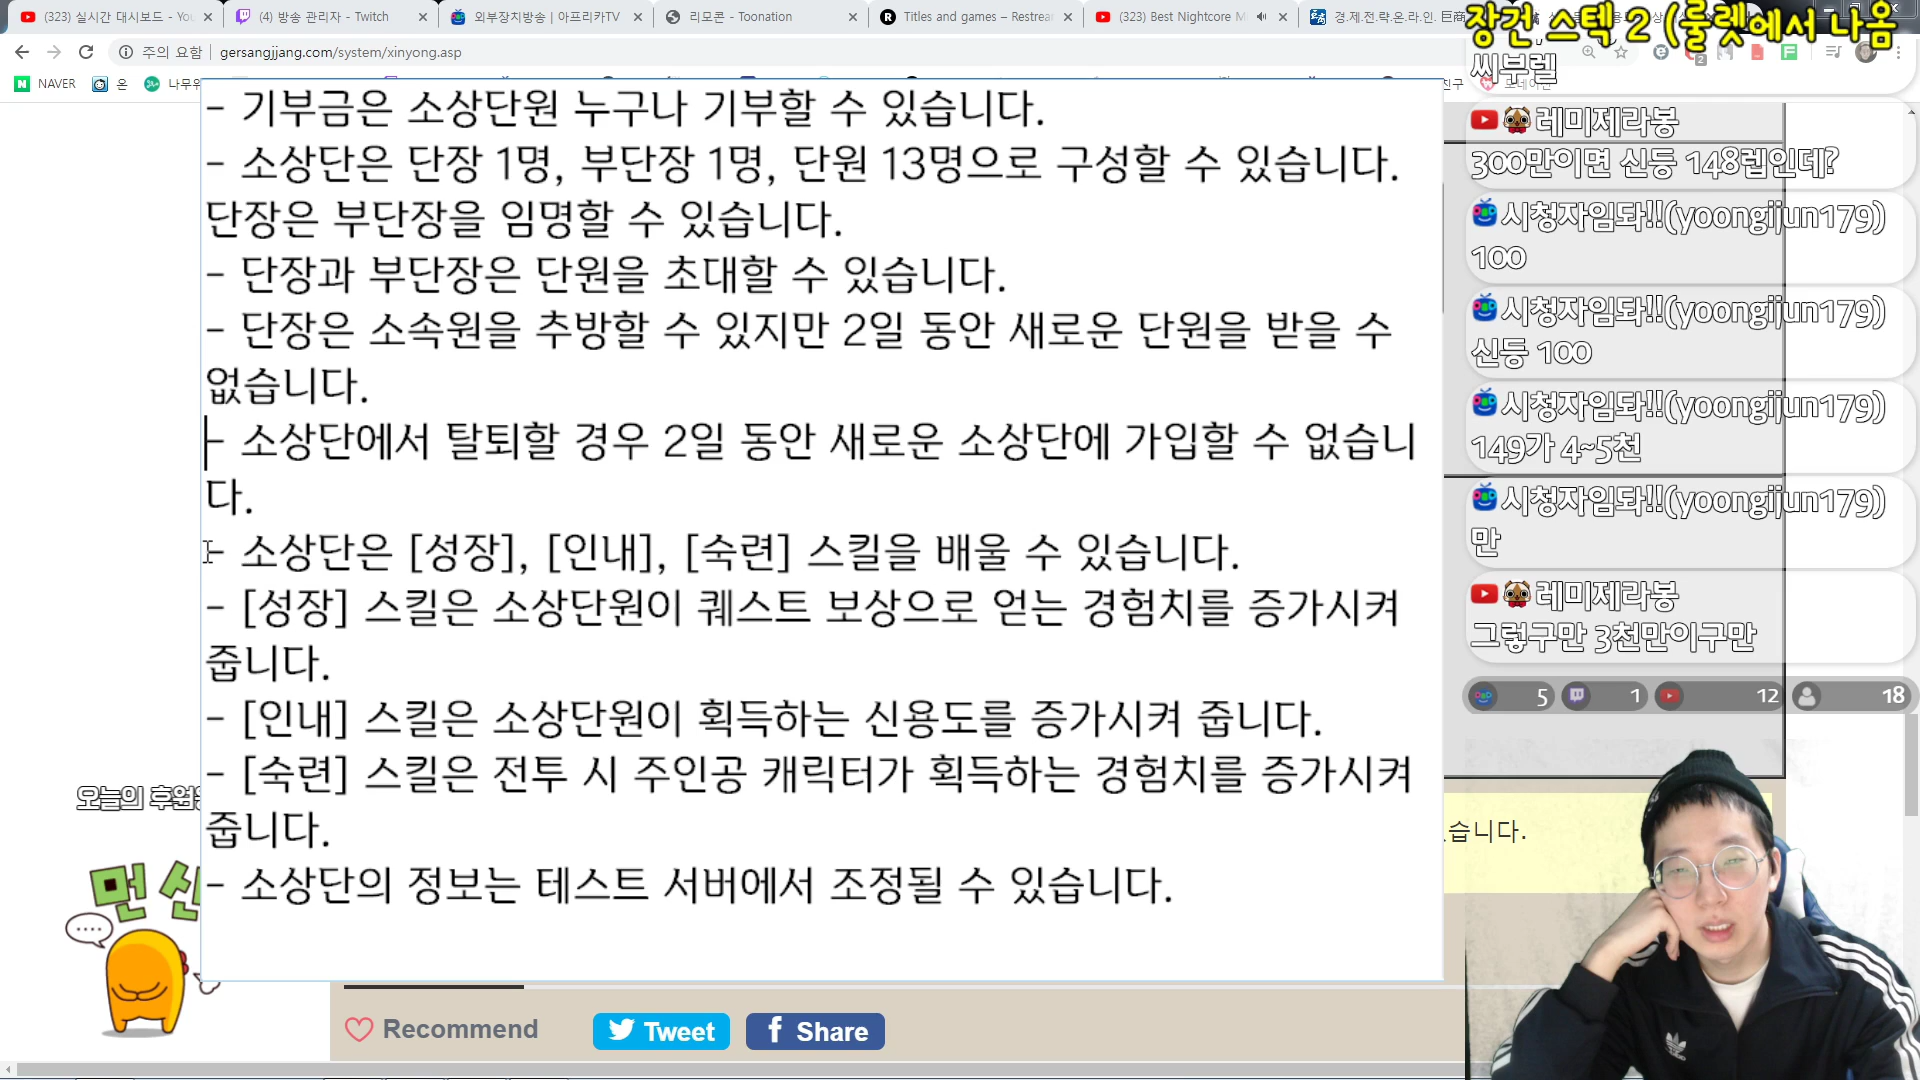 (323) 실시간 대시보드 - You
(4) 방송 관리자 - Twitch
외부장치방송 | 아프리카TV
리모콘 - Toonation
Titles and games – Restrea
(323) Best Nightcore M
경.제.전.략.온.라.인. 巨商
장건 스텍 2 (룰렛에서 나옴
주의 요함
gersangjjang.com/system/xinyong.asp
NAVER
온
나무위
씨부렐
- 기부금은 소상단원 누구나 기부할 수 있습니다.
- 소상단은 단장 1명, 부단장 1명, 단원 13명으로 구성할 수 있습니다.
단장은 부단장을 임명할 수 있습니다.
- 단장과 부단장은 단원을 초대할 수 있습니다.
- 단장은 소속원을 추방할 수 있지만 2일 동안 새로운 단원을 받을 수
없습니다.
- 소상단에서 탈퇴할 경우 2일 동안 새로운 소상단에 가입할 수 없습니
다.
- 소상단은 [성장], [인내], [숙련] 스킬을 배울 수 있습니다.
- [성장] 스킬은 소상단원이 퀘스트 보상으로 얻는 경험치를 증가시켜
줍니다.
- [인내] 스킬은 소상단원이 획득하는 신용도를 증가시켜 줍니다.
- [숙련] 스킬은 전투 시 주인공 캐릭터가 획득하는 경험치를 증가시켜
줍니다.
- 소상단의 정보는 테스트 서버에서 조정될 수 있습니다.
레미제라봉
300만이면 신등 148렙인데?
시청자임돠!!(yoongijun179)
100
시청자임돠!!(yoongijun179)
신등 100
시청자임돠!!(yoongijun179)
149가 4~5천
시청자임돠!!(yoongijun179)
만
레미제라봉
그렇구만 3천만이구만
5
1
12
18
습니다.
오늘의 후원
먼 신
Recommend
Tweet
Share